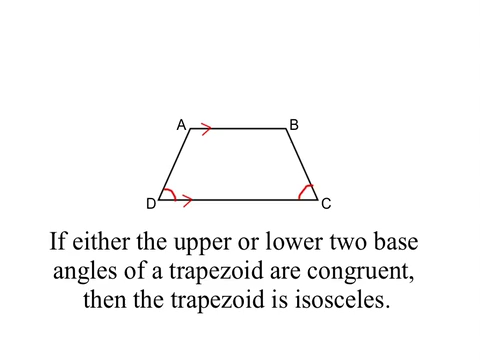 A B
D C
If either the upper or lower two base
angles of a trapezoid are congruent,
then the trapezoid is isosceles.